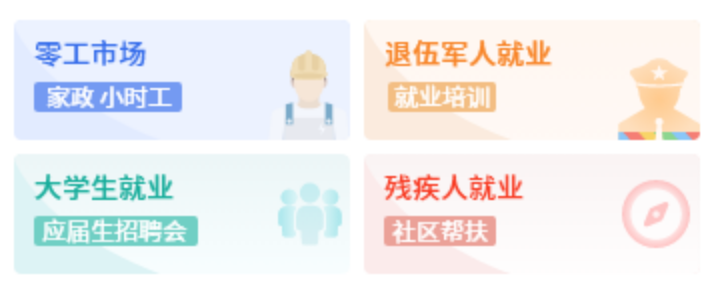 零工市场
家政 小时工
退伍军人就业
就业培训
大学生就业
应届生招聘会
残疾人就业
社区帮扶